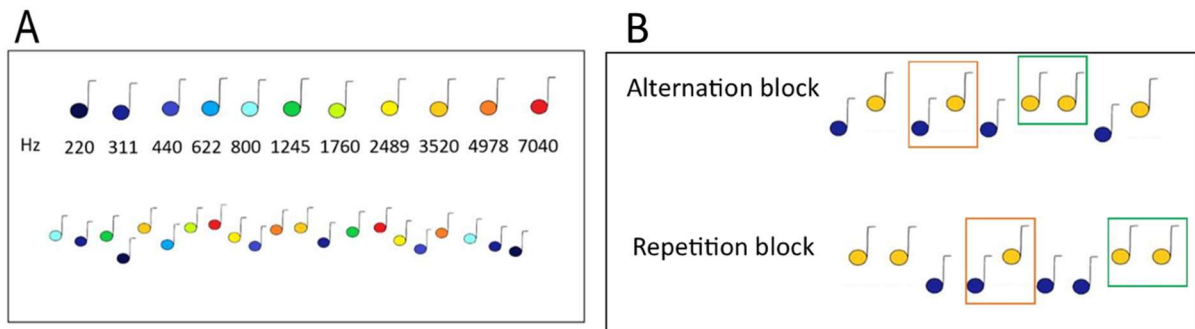 A
Hz 220 311 440 622 800 1245 1760 2489 3520 4978 7040
B
Alternation block
Repetition block